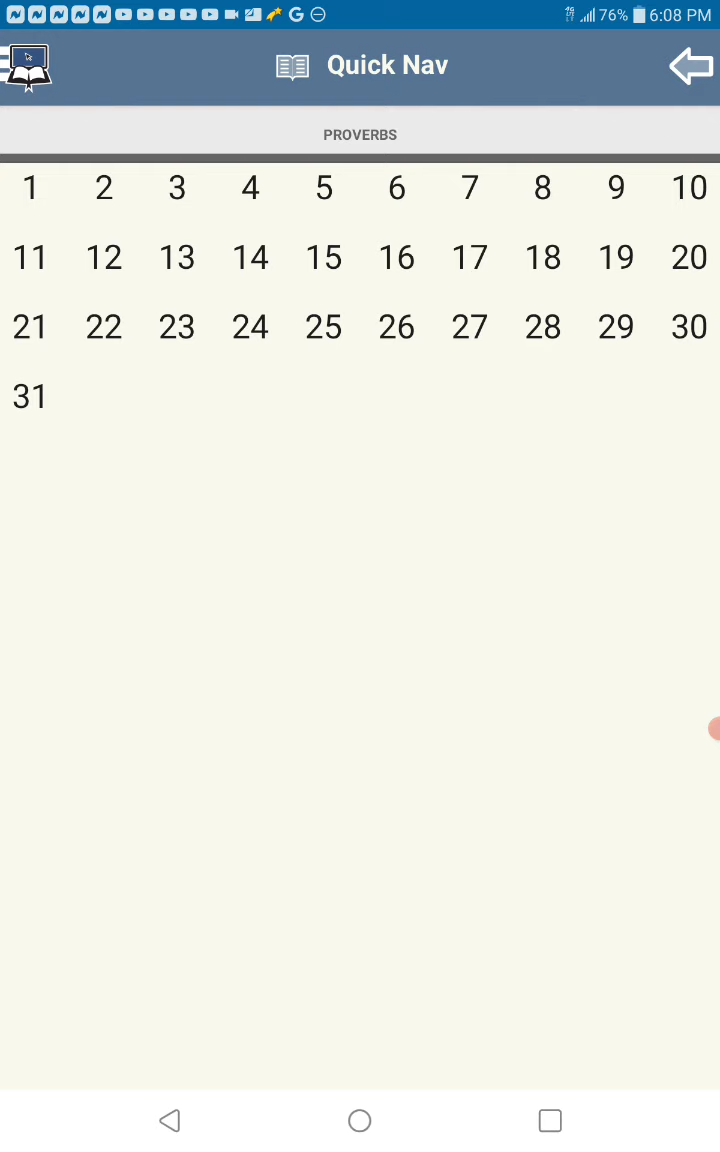 76% 6:08 PM
Quick Nav
PROVERBS
1 2 3 4 5 6 7 8 9 10
11 12 13 14 15 16 17 18 19 20
21 22 23 24 25 26 27 28 29 30
31